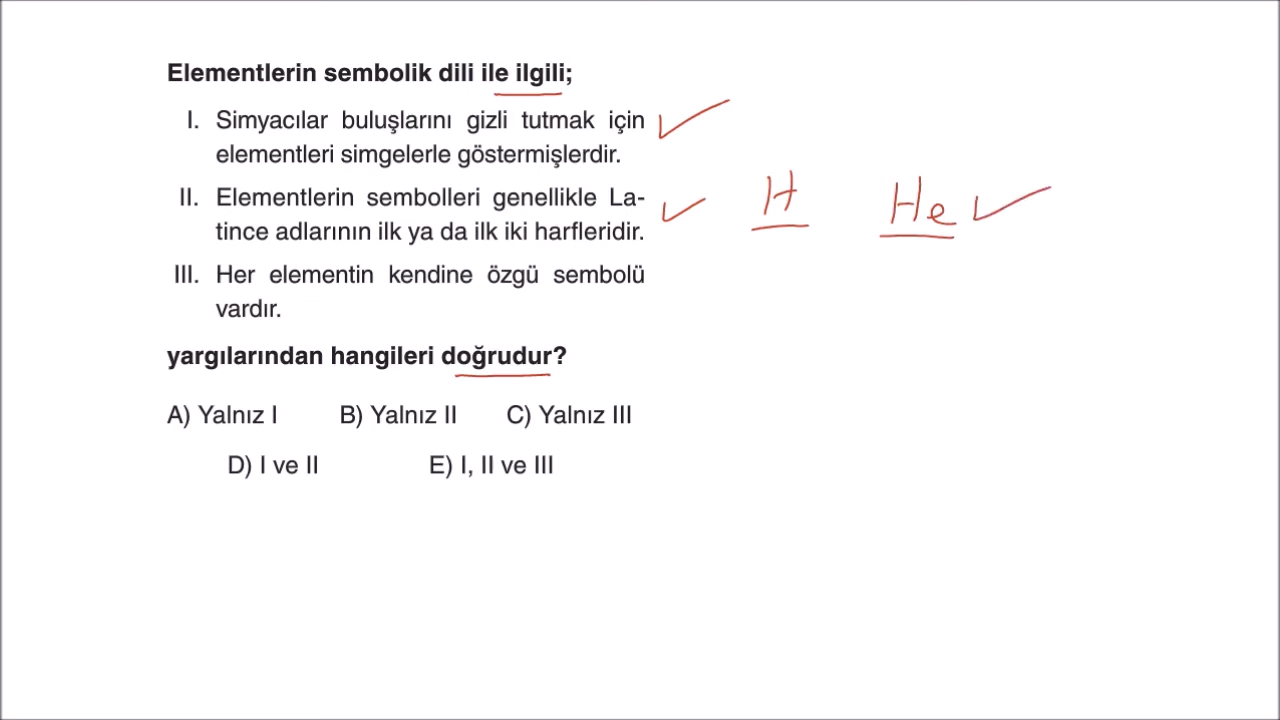 Elementlerin sembolik dili ile ilgili;
I. Simyacılar buluşlarını gizli tutmak için
elementleri simgelerle göstermişlerdir.
II. Elementlerin sembolleri genellikle La-
tince adlarının ilk ya da ilk iki harfleridir.
H He
III. Her elementin kendine özgü sembolü
vardır.
yargılarından hangileri doğrudur?
A) Yalnız I B) Yalnız II C) Yalnız III
D) I ve II E) I, II ve III